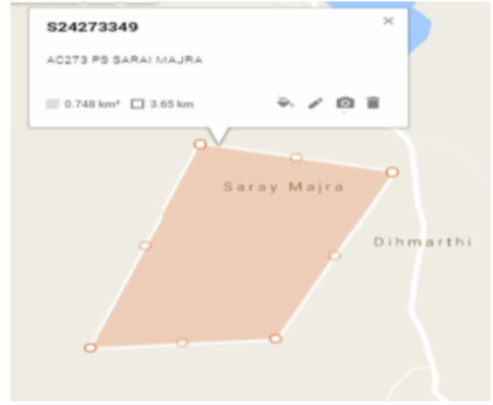 S24273349
AC273 PS SARAI MAJRA
0.748 km² 3.65 km
Saray Majra
Dihmarthi